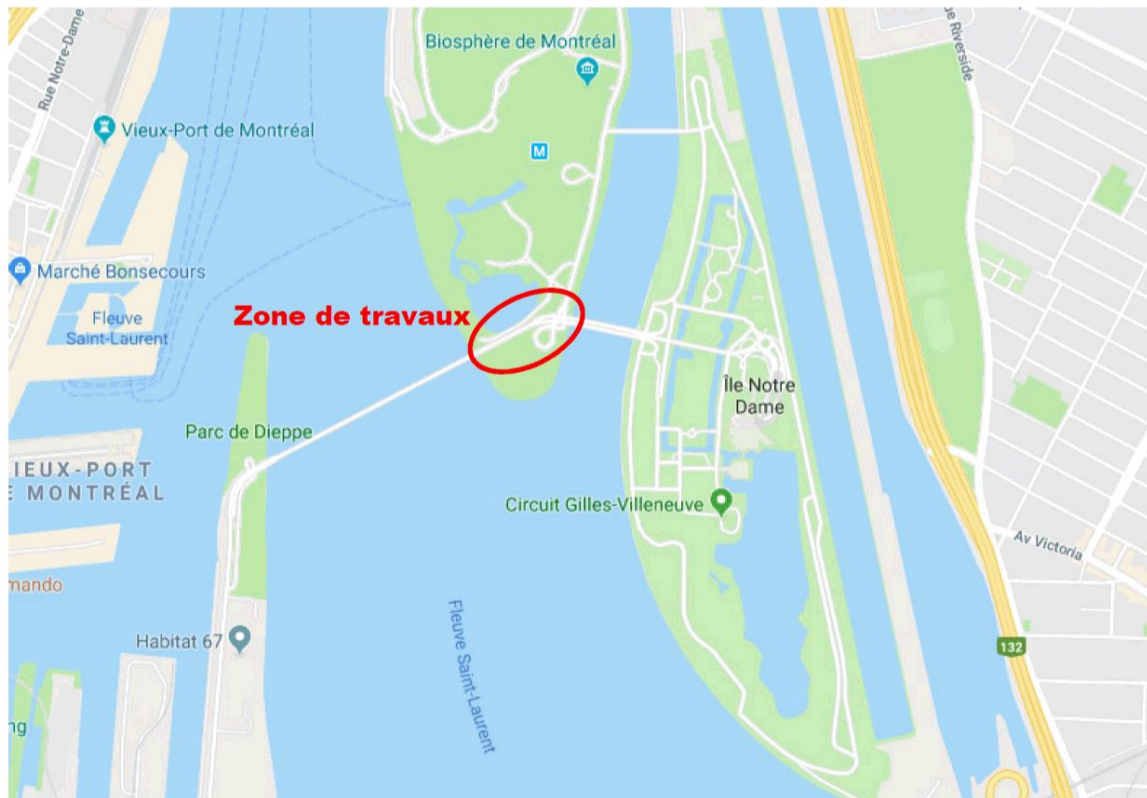 Biosphère de Montréal
Rue Notre-Dame
Riverside
Vieux-Port de Montréal
M
Marché Bonsecours
Fleuve
Saint-Laurent
Zone de travaux
Île Notre
Dame
Parc de Dieppe
IEUX-PORT
E MONTRÉAL
Circuit Gilles-Villeneuve
Av Victoria
mando
Habitat 67
Fleuve Saint-Laurent
132
ng